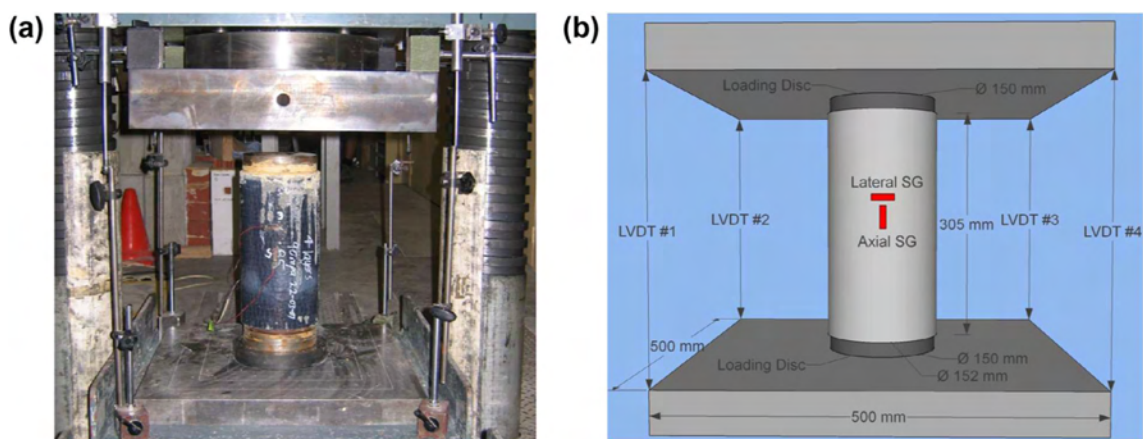 (a)
(b)
Loading Disc
Ø 150 mm
Lateral SG
LVDT #2
305 mm
LVDT #3
LVDT #1
LVDT #4
Axial SG
500 mm
Ø 150 mm
Loading Disc
Ø 152 mm
500 mm